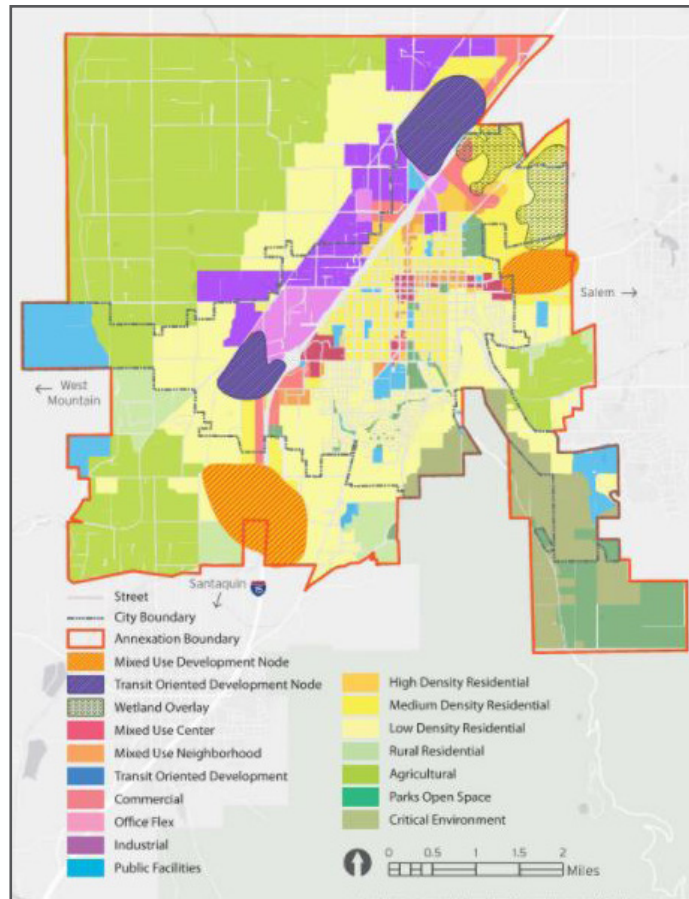 Salem →
←
West
Mountain
Santaquin
↓
15
Street
City Boundary
Annexation Boundary
Mixed Use Development Node
Transit Oriented Development Node
Wetland Overlay
Mixed Use Center
Mixed Use Neighborhood
Transit Oriented Development
Commercial
Office Flex
Industrial
Public Facilities
High Density Residential
Medium Density Residential
Low Density Residential
Rural Residential
Agricultural
Parks Open Space
Critical Environment
0 0.5 1 1.5 2
Miles